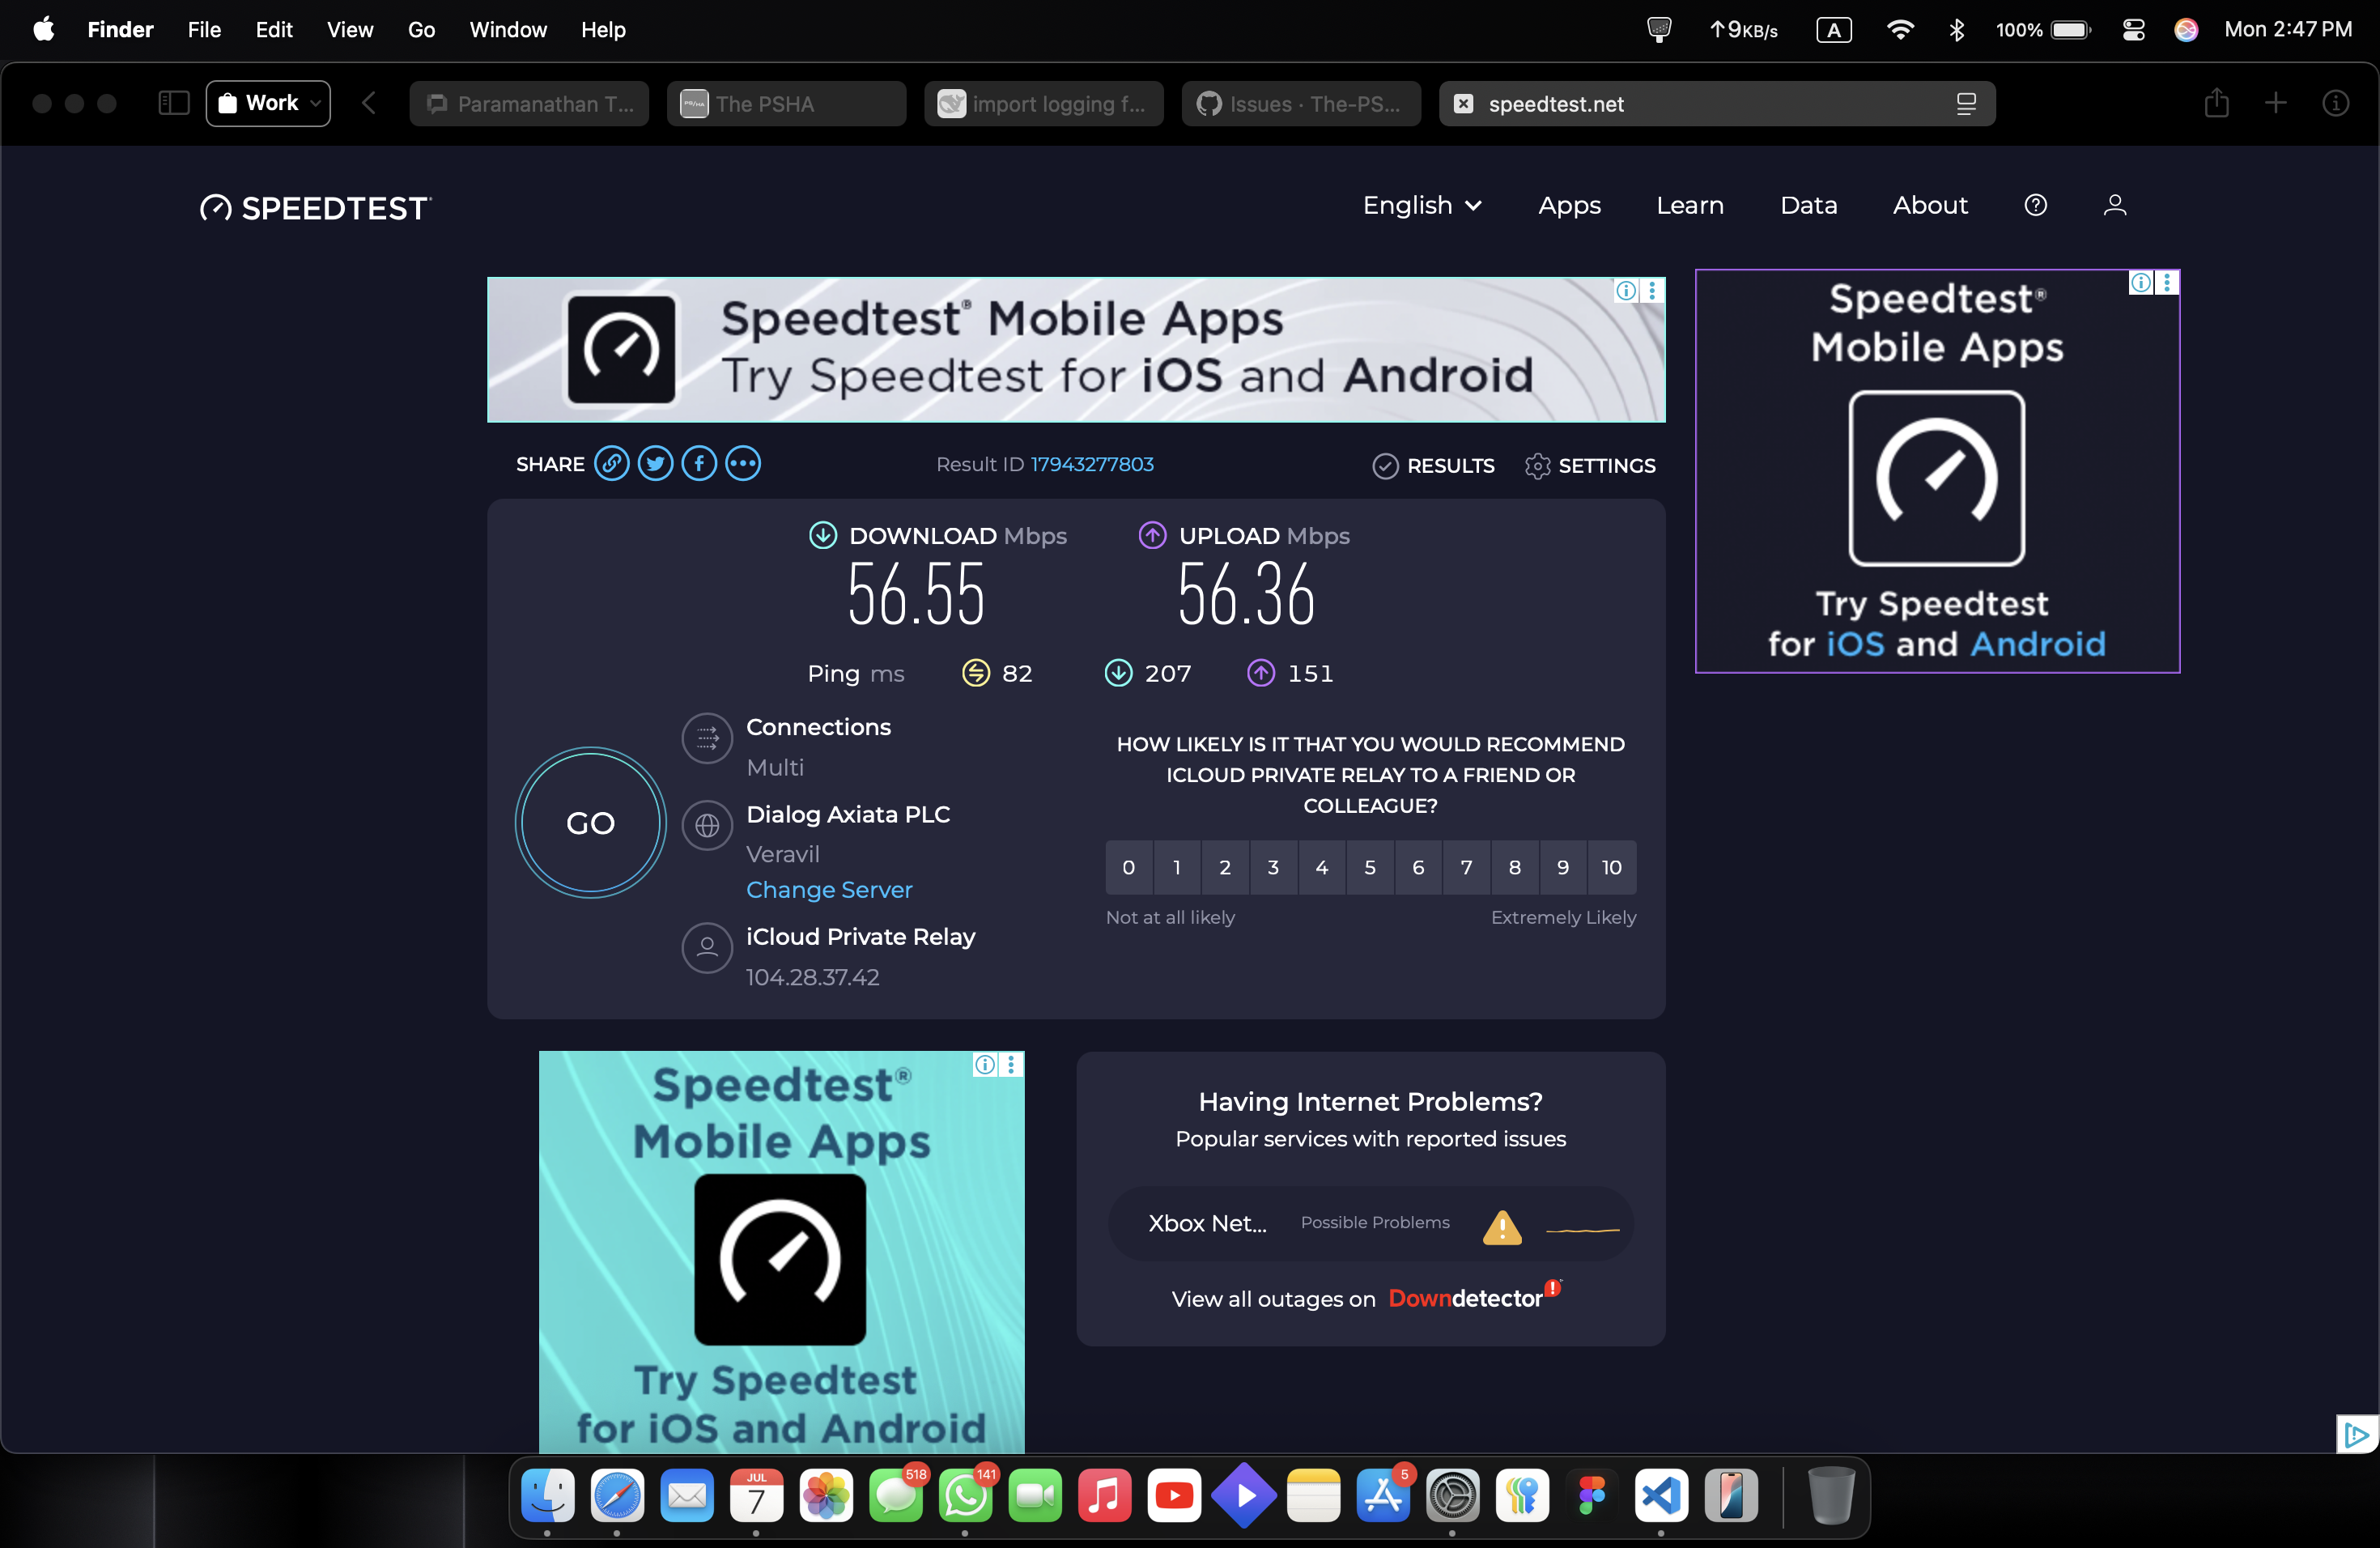 Finder File Edit View Go Window Help
↑9KB/s A 100% Mon 2:47 PM
Work
Paramanathan T...
The PSHA
import logging f...
Issues · The-PS...
speedtest.net
SPEEDTEST
English Apps Learn Data About
Speedtest® Mobile Apps
Try Speedtest for iOS and Android
Speedtest®
Mobile Apps
Try Speedtest
for iOS and Android
SHARE
Result ID 17943277803
RESULTS SETTINGS
DOWNLOAD Mbps
56.55
UPLOAD Mbps
56.36
Ping ms 82 207 151
GO
Connections
Multi
Dialog Axiata PLC
Veravil
Change Server
iCloud Private Relay
104.28.37.42
HOW LIKELY IS IT THAT YOU WOULD RECOMMEND
ICLOUD PRIVATE RELAY TO A FRIEND OR
COLLEAGUE?
0 1 2 3 4 5 6 7 8 9 10
Not at all likely Extremely Likely
Speedtest®
Mobile Apps
Try Speedtest
for iOS and Android
Having Internet Problems?
Popular services with reported issues
Xbox Net... Possible Problems
View all outages on Downdetector
JUL
7
518
141
5